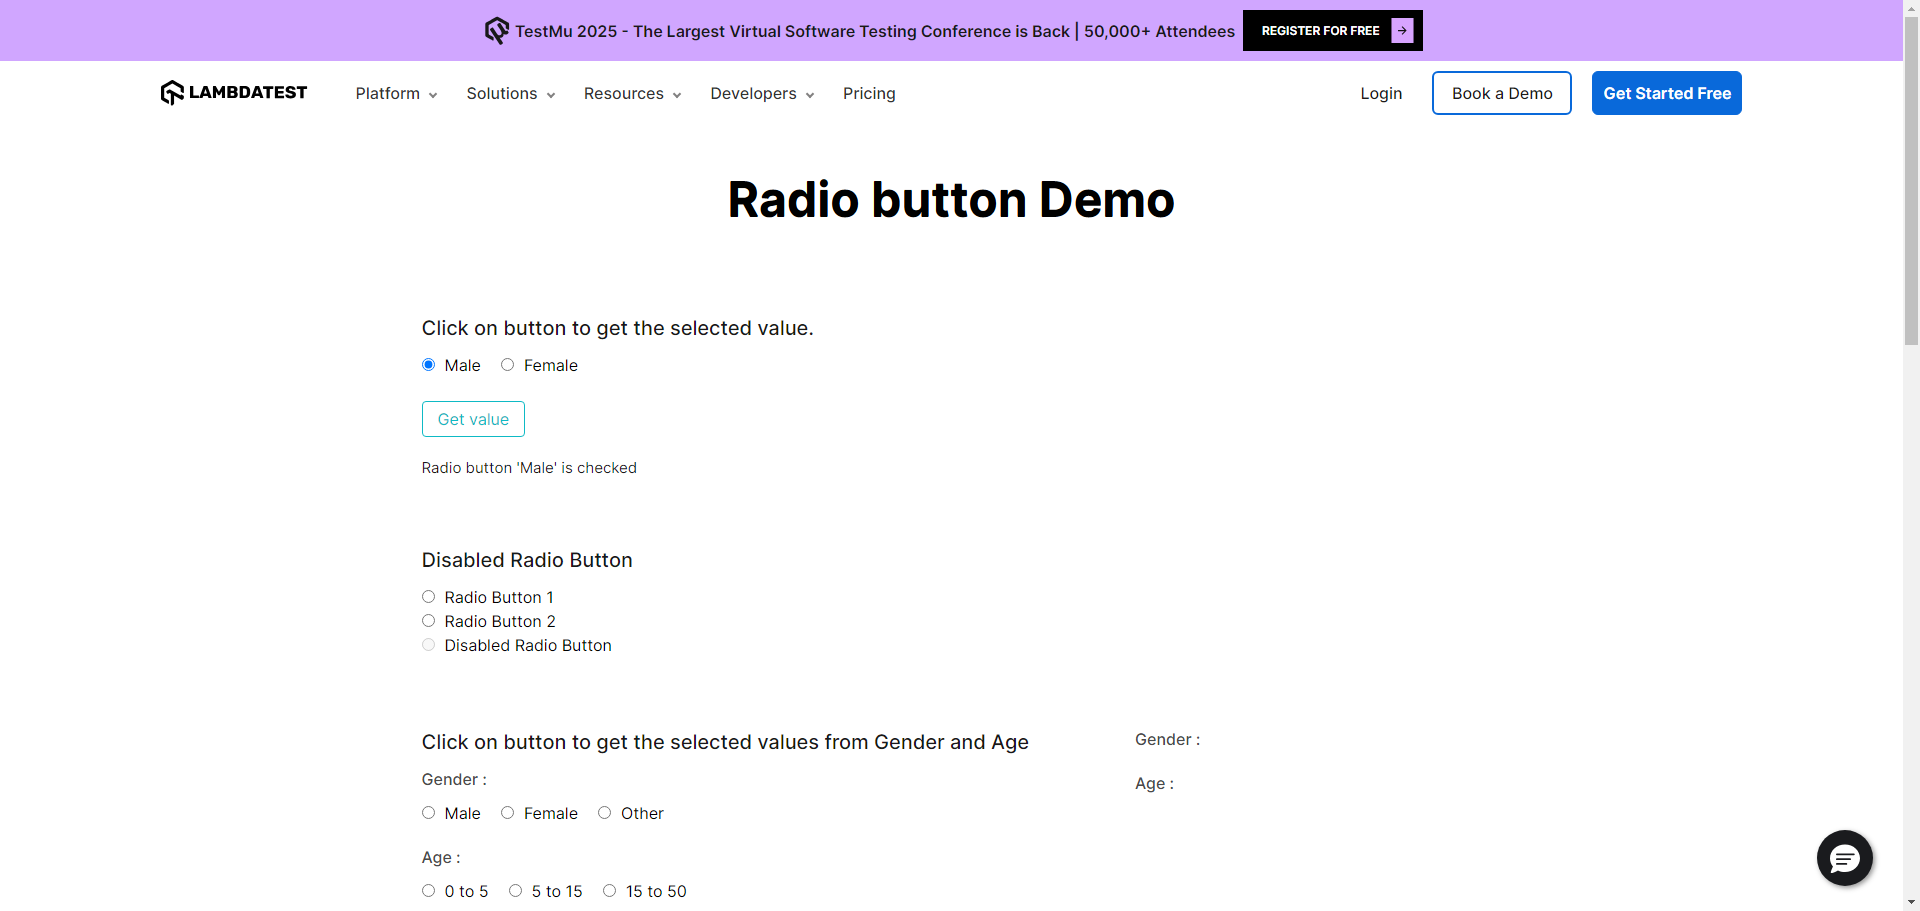 TestMu 2025 - The Largest Virtual Software Testing Conference is Back | 50,000+ Attendees REGISTER FOR FREE →
LAMBDATEST Platform Solutions Resources Developers Pricing Login Book a Demo Get Started Free
Radio button Demo
Click on button to get the selected value.
Male Female
Get value
Radio button 'Male' is checked
Disabled Radio Button
Radio Button 1
Radio Button 2
Disabled Radio Button
Click on button to get the selected values from Gender and Age
Gender :
Male Female Other
Age :
0 to 5 5 to 15 15 to 50
Gender :
Age :